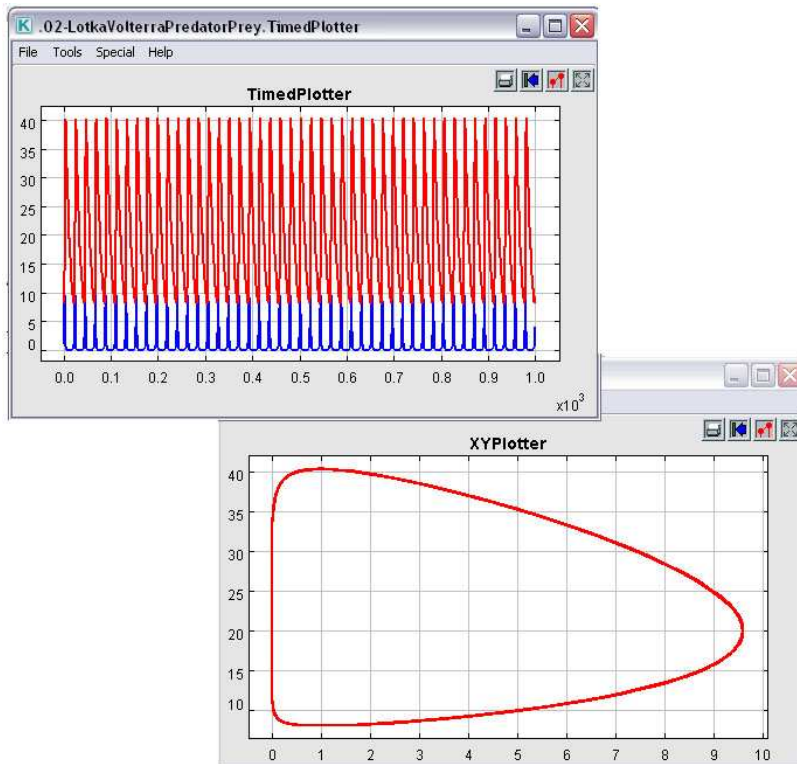 .02-LotkaVolterraPredatorPrey.TimedPlotter
File Tools Special Help
TimedPlotter
40
35
30
25
20
15
10
5
0
0.0 0.1 0.2 0.3 0.4 0.5 0.6 0.7 0.8 0.9 1.0
x10³
XYPlotter
40
35
30
25
20
15
10
0 1 2 3 4 5 6 7 8 9 10